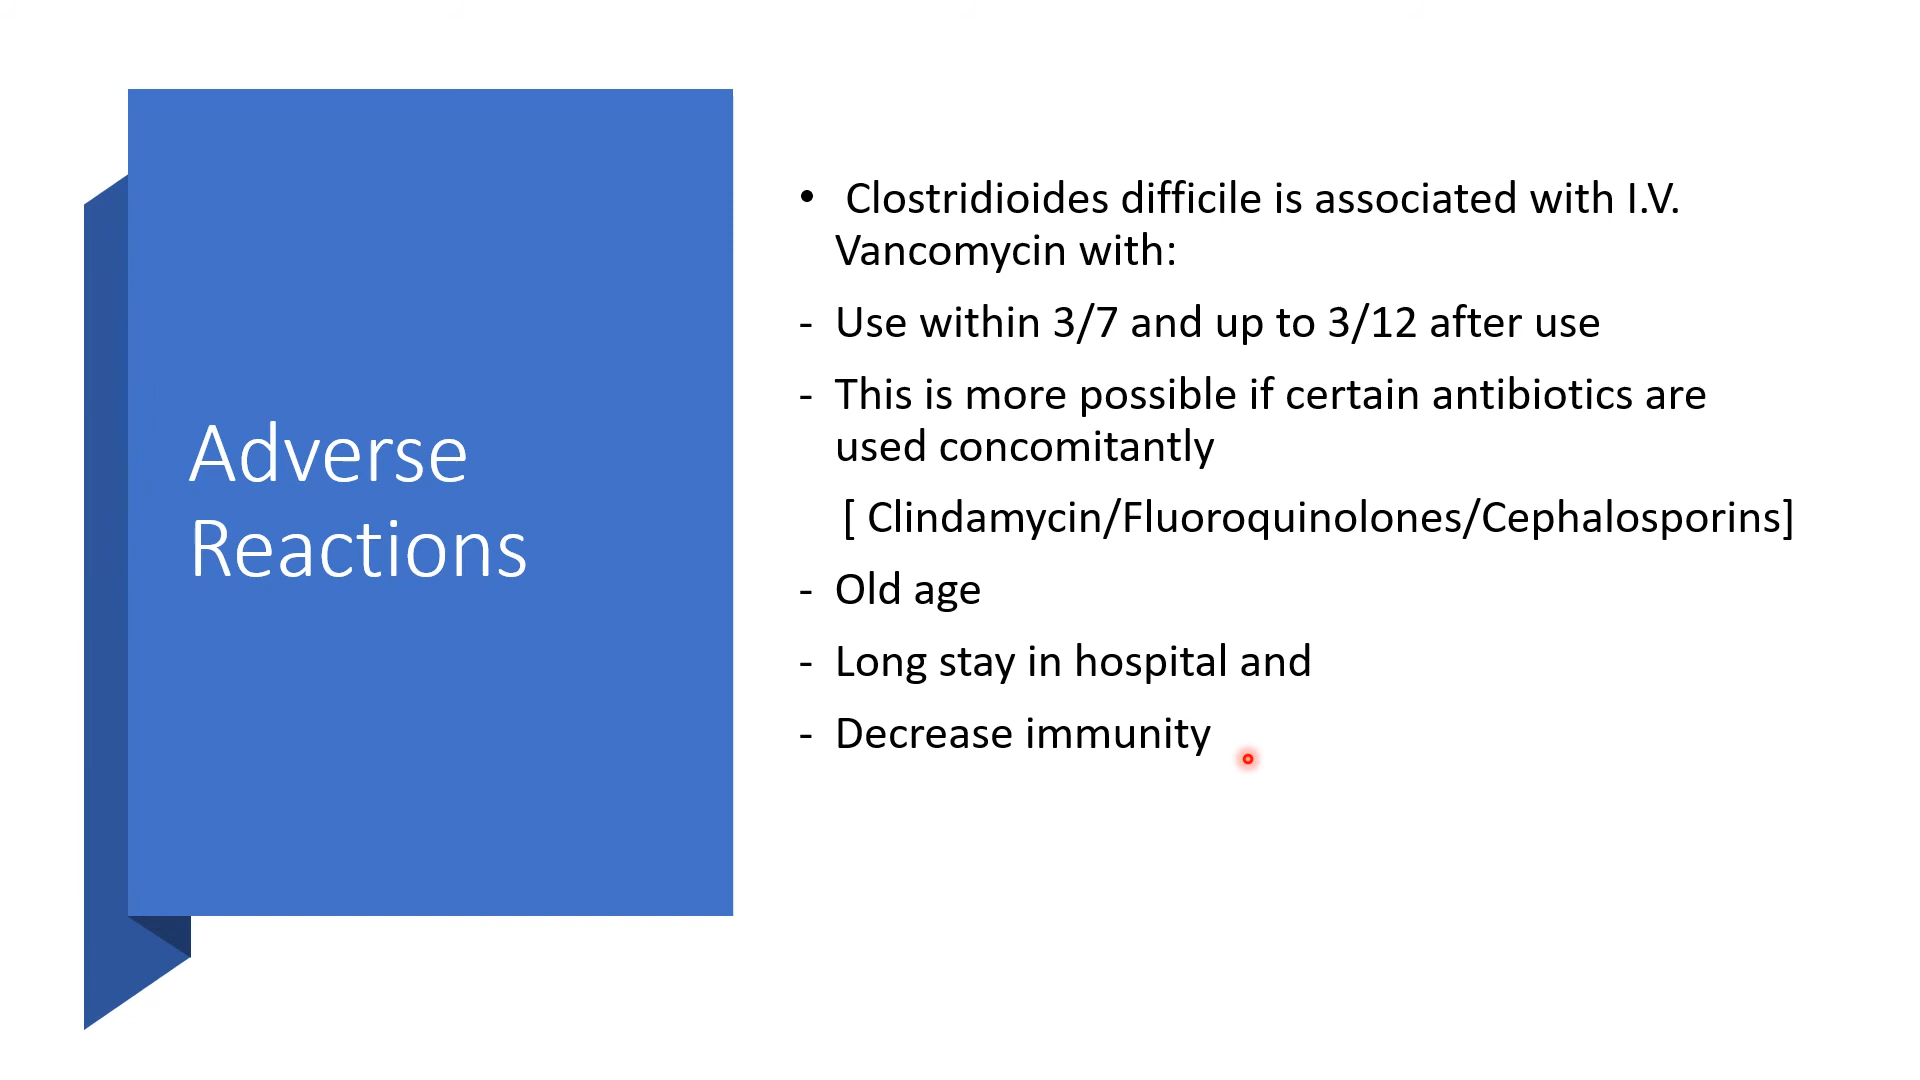 Adverse
Reactions
• Clostridioides difficile is associated with I.V.
Vancomycin with:
- Use within 3/7 and up to 3/12 after use
- This is more possible if certain antibiotics are
used concomitantly
[ Clindamycin/Fluoroquinolones/Cephalosporins]
- Old age
- Long stay in hospital and
- Decrease immunity